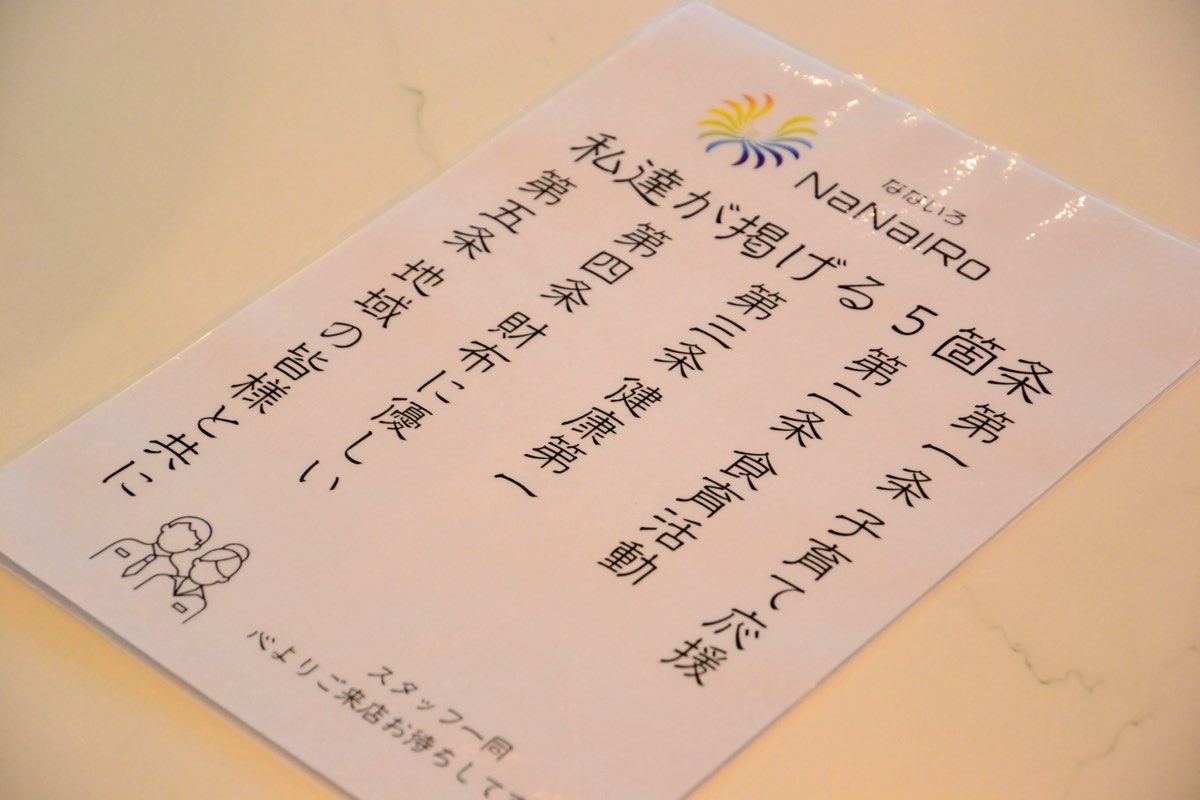 なないろ
NaNaIRo
私達が掲げる5箇条
第一条 子育て応援
第二条 食育活動
第三条 健康第一
第四条 財布に優しい
第五条 地域の皆様と共に
スタッフ一同
心よりご来店お待ちして